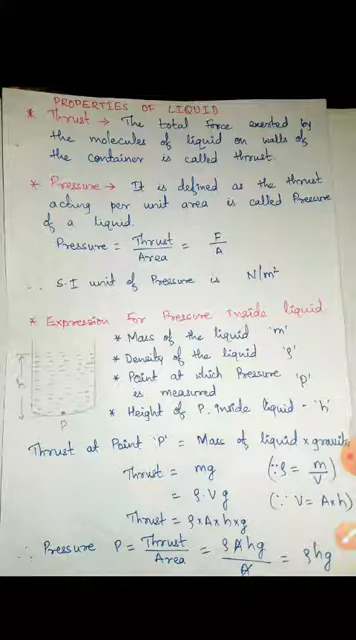 PROPERTIES OF LIQUID
* Thrust → The total force exerted by
the molecules of liquid on walls of
the container is called thrust.
* Pressure → It is defined as the thrust
acting per unit area is called Pressure
of a liquid.
Pressure = Thrust/Area = F/A
∴ S.I unit of Pressure is N/m²
* Expression For Pressure Inside liquid
* Mass of the liquid 'm'
* Density of the liquid 'ρ'
* Point at which Pressure is measured 'p'
* Height of P. inside liquid - 'h'
h
P
Thrust at Point 'P' = Mass of liquid × gravity
Thrust = mg (∵ ρ = m/V)
= ρ.Vg (∵ V = A×h)
Thrust = ρ×A×h×g
∴ Pressure P = Thrust/Area = ρAhg/A = ρhg